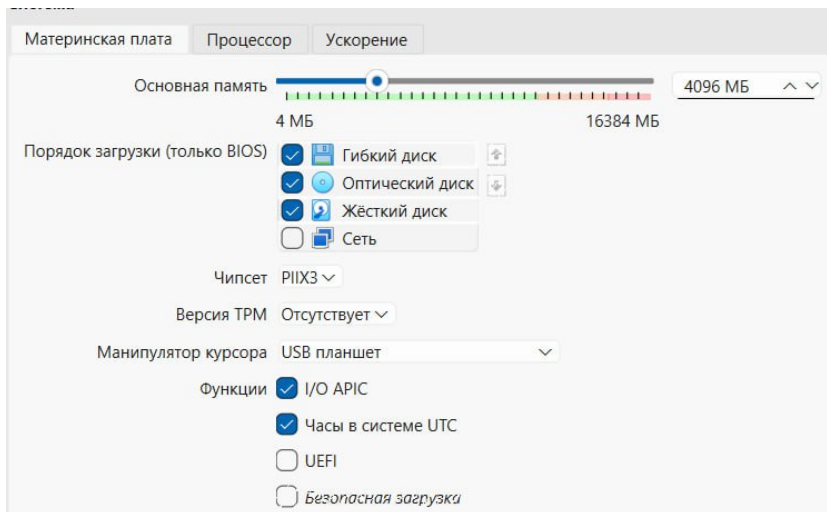 Материнская плата Процессор Ускорение
Основная память 4096 МБ
4 МБ 16384 МБ
Порядок загрузки (только BIOS) Гибкий диск
Оптический диск
Жёсткий диск
Сеть
Чипсет PIIX3
Версия TPM Отсутствует
Манипулятор курсора USB планшет
Функции I/O APIC
Часы в системе UTC
UEFI
Безопасная загрузка